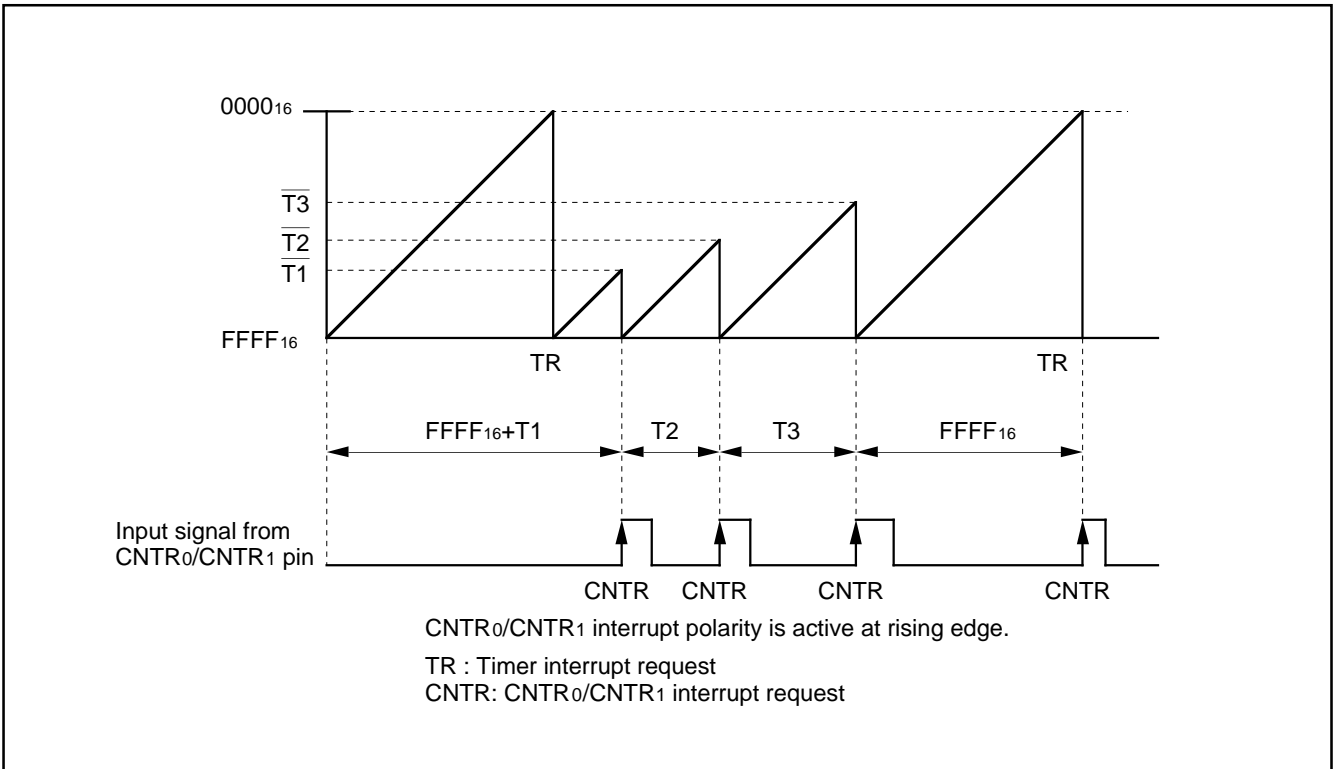 0000₁₆
T3
T2
T1
FFFF₁₆
TR TR
FFFF₁₆+T1 T2 T3 FFFF₁₆
Input signal from
CNTR₀/CNTR₁ pin
CNTR CNTR CNTR CNTR
CNTR₀/CNTR₁ interrupt polarity is active at rising edge.
TR : Timer interrupt request
CNTR: CNTR₀/CNTR₁ interrupt request